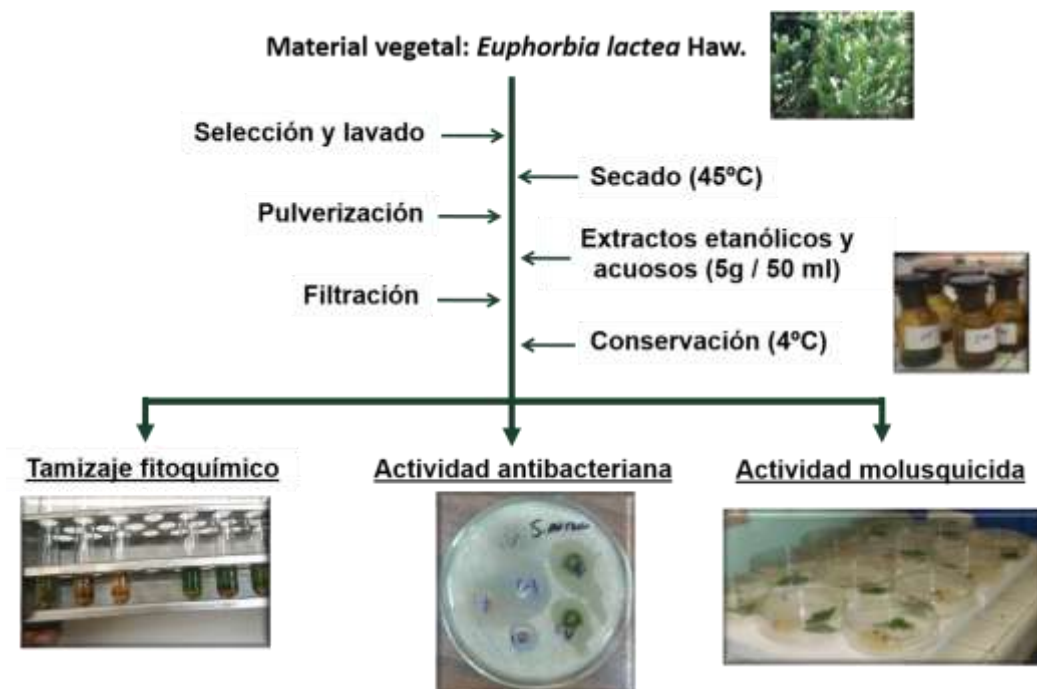 Material vegetal: Euphorbia lactea Haw.
Selección y lavado
Secado (45ºC)
Pulverización
Extractos etanólicos y
acuosos (5g / 50 ml)
Filtración
Conservación (4ºC)
Tamizaje fitoquímico
Actividad antibacteriana
Actividad molusquicida